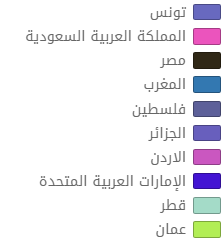 تونس
المملكة العربية السعودية
مصر
المغرب
فلسطين
الجزائر
الاردن
الإمارات العربية المتحدة
قطر
عمان